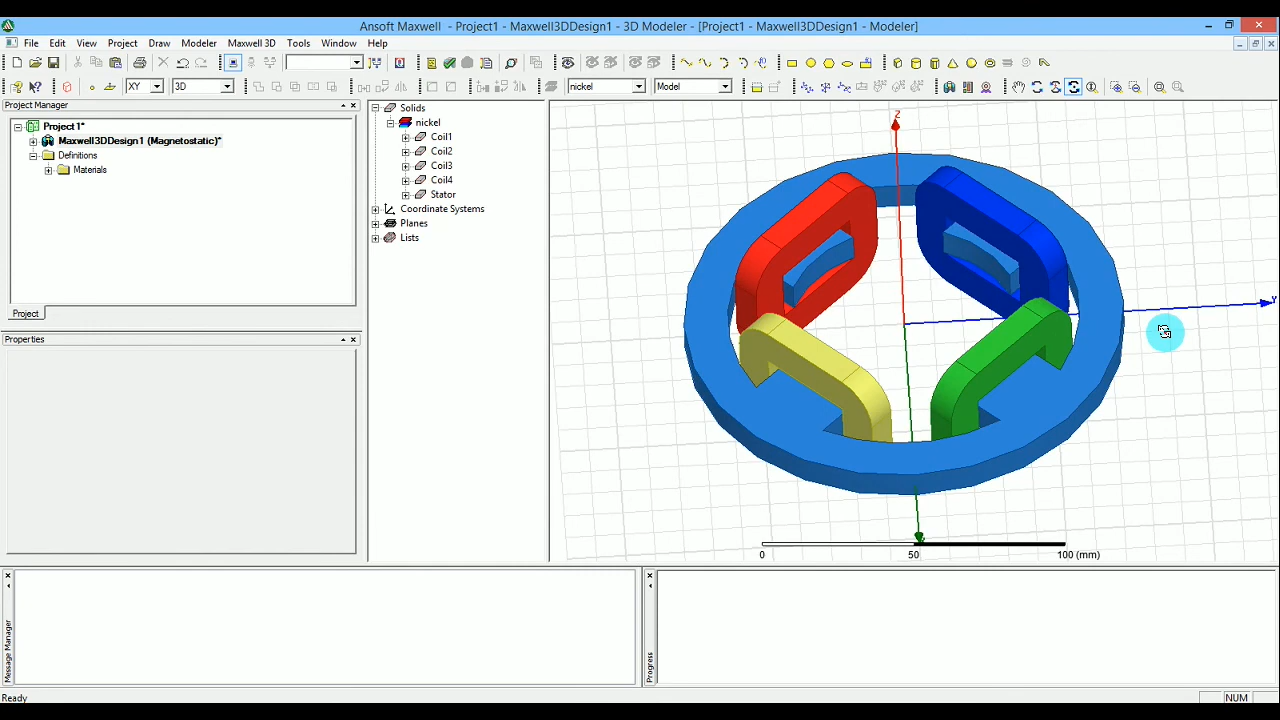 Ansoft Maxwell - Project1 - Maxwell3DDesign1 - 3D Modeler - [Project1 - Maxwell3DDesign1 - Modeler]
File Edit View Project Draw Modeler Maxwell 3D Tools Window Help
XY 3D nickel Model
Project Manager
Project1*
Maxwell3DDesign1 (Magnetostatic)*
Definitions
Materials
Project
Properties
Solids
nickel
Coil1
Coil2
Coil3
Coil4
Stator
Coordinate Systems
Planes
Lists
Z
Y
0 50 100 (mm)
Message Manager
Progress
Ready
NUM